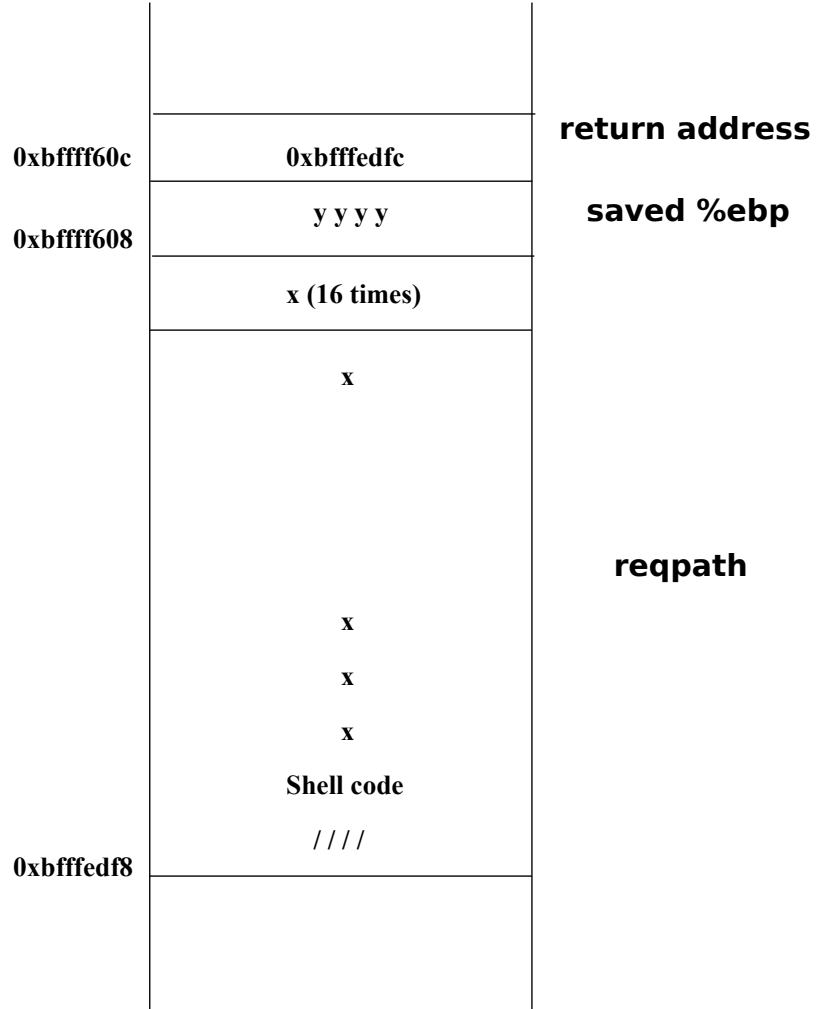 return address
0xbffff60c
0xbfffedfc
y y y y
saved %ebp
0xbffff608
x (16 times)
x
reqpath
x
x
x
Shell code
/ / / /
0xbfffedf8